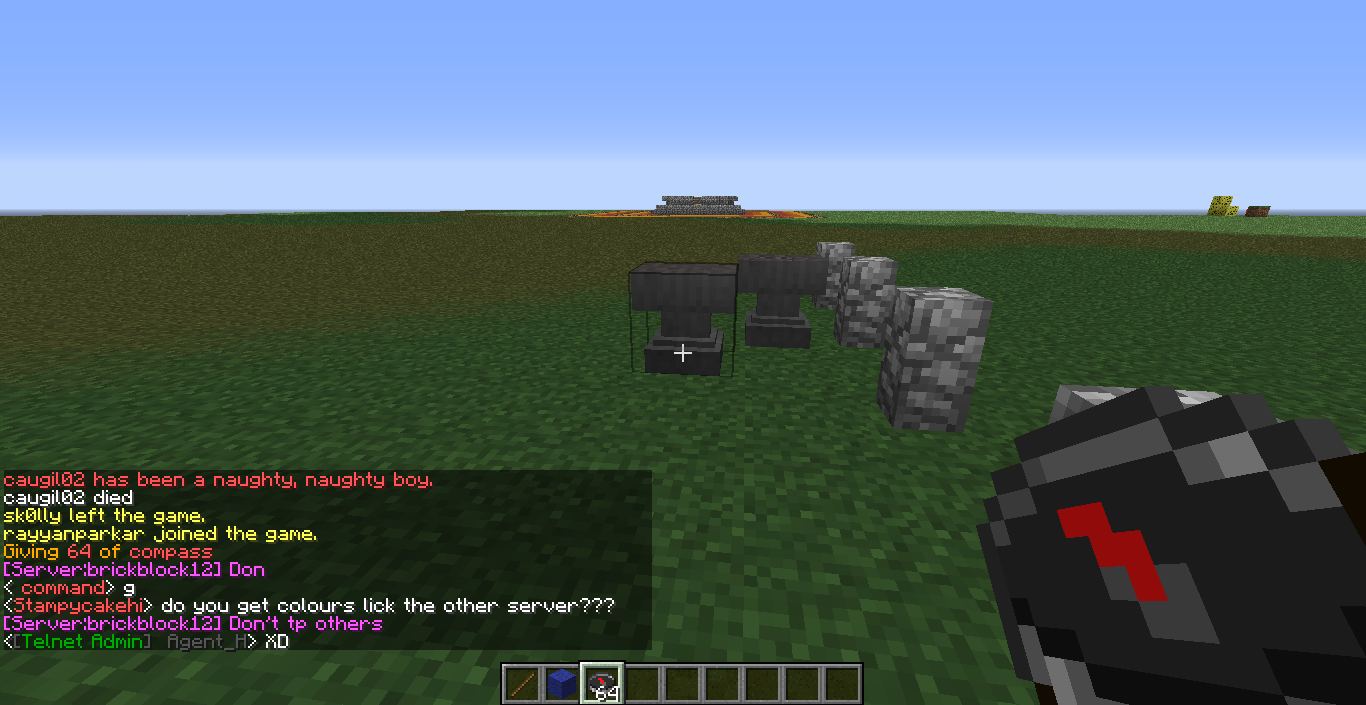 caugil02 has been a naughty, naughty boy.
caugil02 died
sk0lly left the game.
rayyanparkar joined the game.
Giving 64 of compass
[Server:brickblock12] Don
< command> g
<Stampycakehi> do you get colours lick the other server???
[Server:brickblock12] Don't tp others
<[Telnet Admin] Agent_H> XD
64